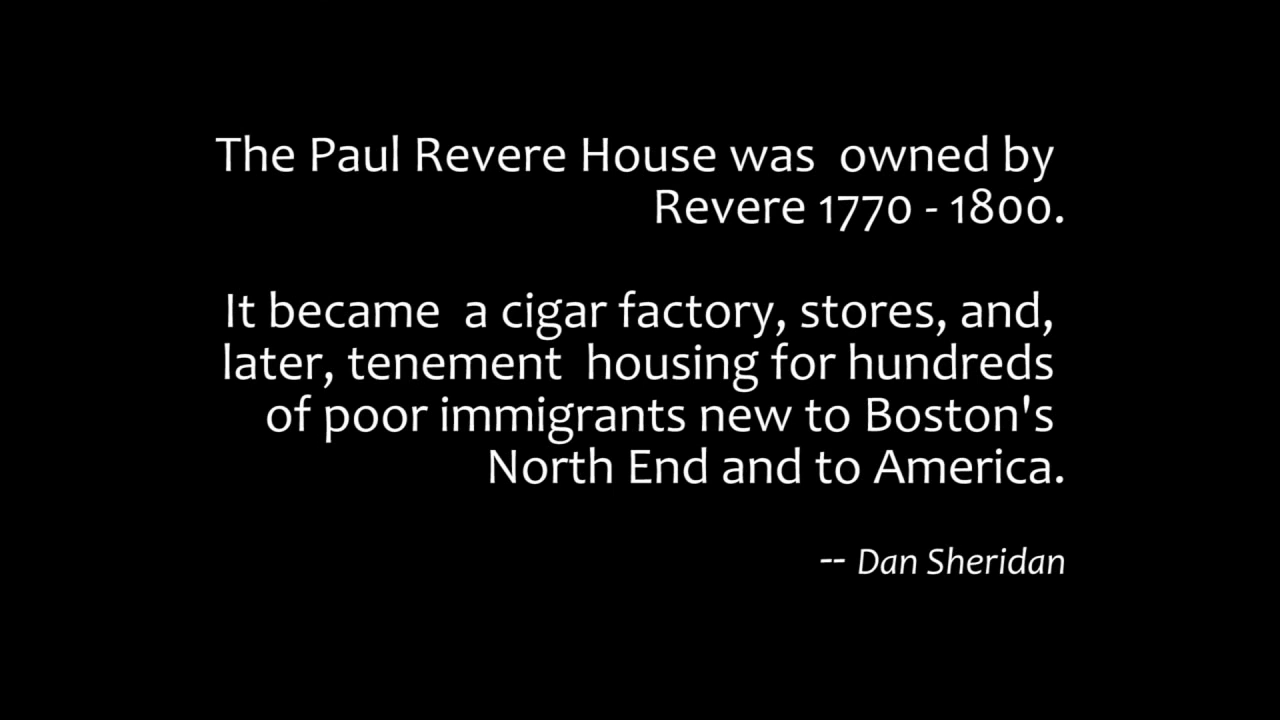 The Paul Revere House was  owned by
Revere 1770 - 1800.
It became  a cigar factory, stores, and,
later, tenement  housing for hundreds
of poor immigrants new to Boston's
North End and to America.
-- Dan Sheridan